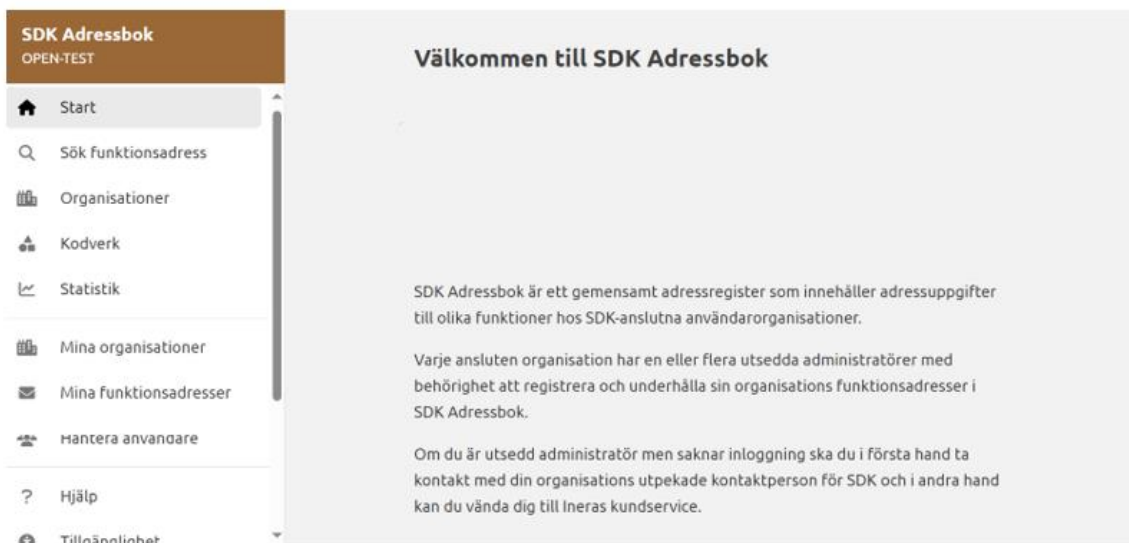 SDK Adressbok
OPEN-TEST
Start
Sök funktionsadress
Organisationer
Kodverk
Statistik
Mina organisationer
Mina funktionsadresser
Hantera användare
Hjälp
Tillgänglighet
Välkommen till SDK Adressbok
SDK Adressbok är ett gemensamt adressregister som innehåller adressuppgifter
till olika funktioner hos SDK-anslutna användarorganisationer.
Varje ansluten organisation har en eller flera utsedda administratörer med
behörighet att registrera och underhålla sin organisations funktionsadresser i
SDK Adressbok.
Om du är utsedd administratör men saknar inloggning ska du i första hand ta
kontakt med din organisations utpekade kontaktperson för SDK och i andra hand
kan du vända dig till Ineras kundservice.